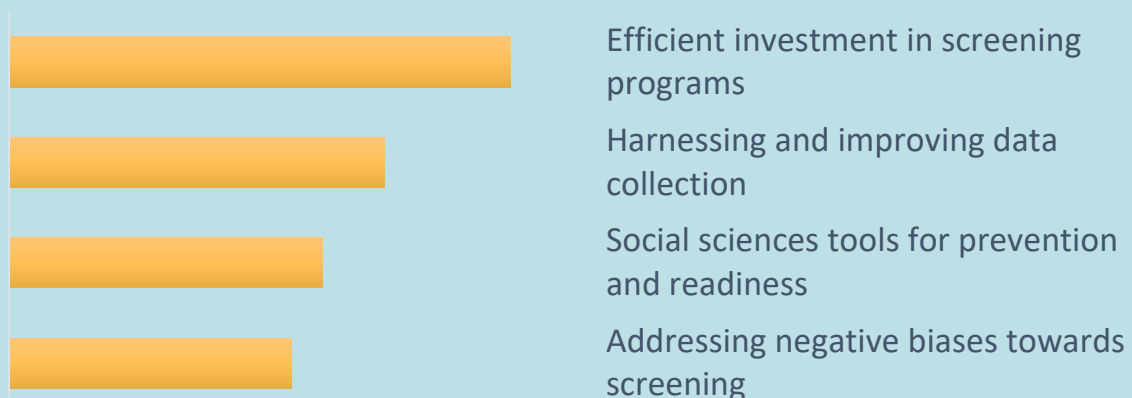 Efficient investment in screening
programs
Harnessing and improving data
collection
Social sciences tools for prevention
and readiness
Addressing negative biases towards
screening